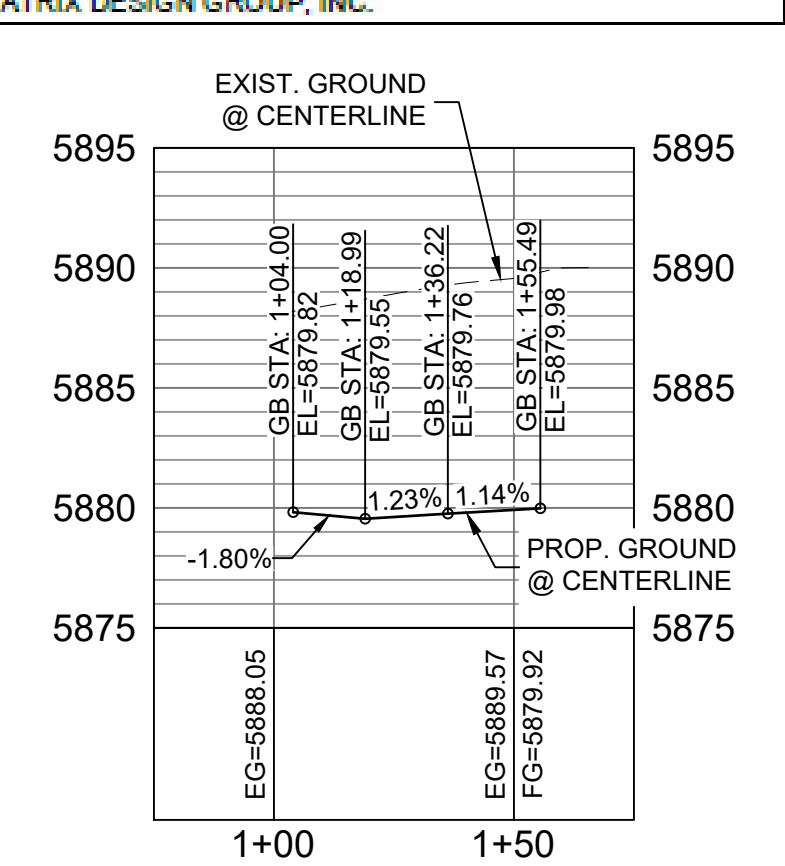 ATRIX DESIGN GROUP, INC.
EXIST. GROUND
@ CENTERLINE
5895
5895
5890
5890
5885
5885
5880
5880
5875
5875
GB STA: 1+04.00
EL=5879.82
GB STA: 1+18.99
EL=5879.55
GB STA: 1+36.22
EL=5879.76
GB STA: 1+55.49
EL=5879.98
-1.80%
1.23%
1.14%
PROP. GROUND
@ CENTERLINE
EG=5888.05
EG=5889.57
FG=5879.92
1+00
1+50